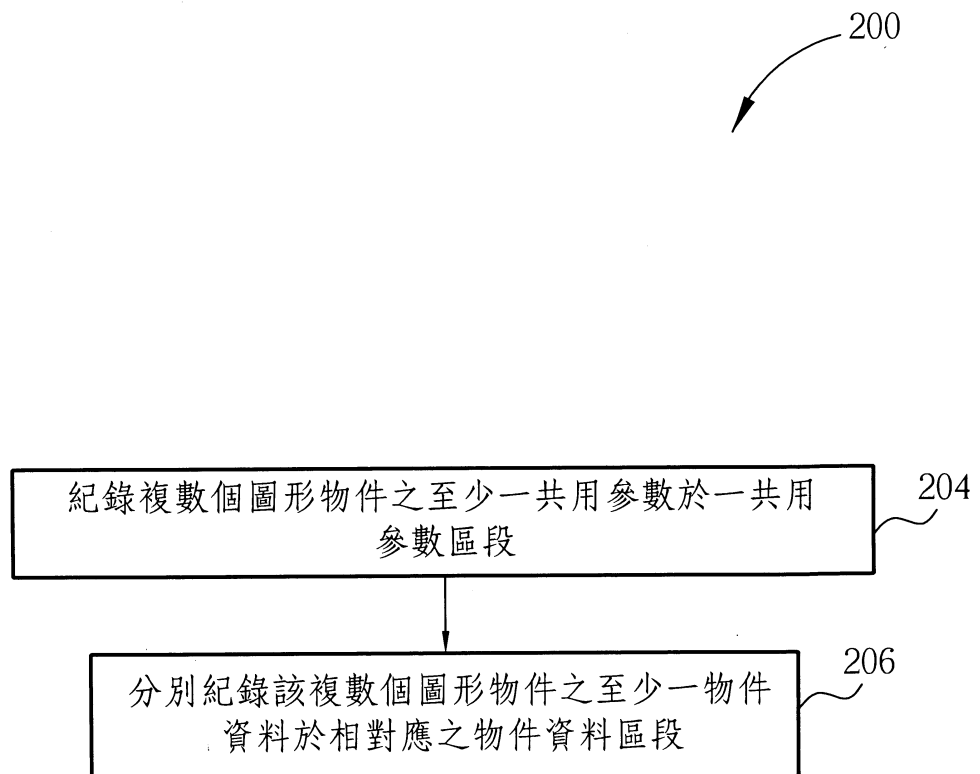 200
紀錄複數個圖形物件之至少一共用參數於一共用
參數區段
204
分別紀錄該複數個圖形物件之至少一物件
資料於相對應之物件資料區段
206